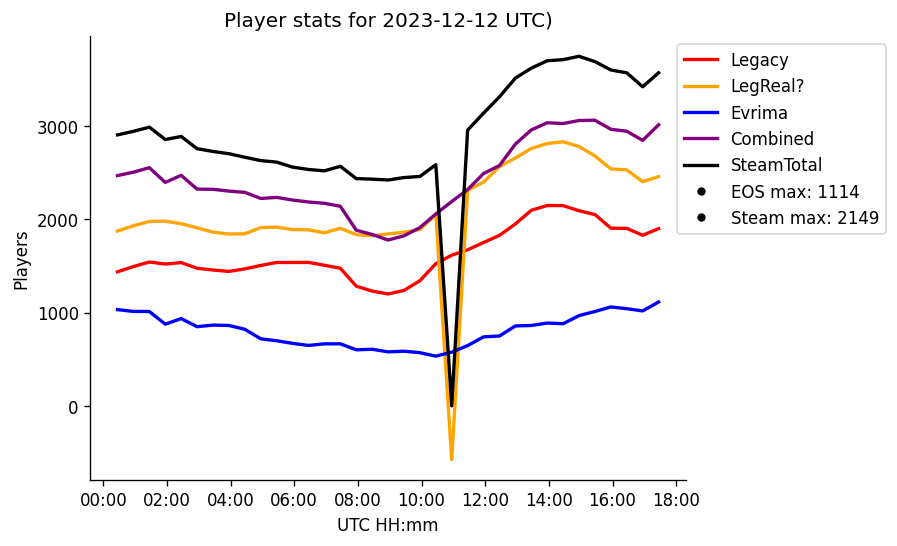 Player stats for 2023-12-12 UTC)
Legacy
LegReal?
Evrima
Combined
SteamTotal
EOS max: 1114
Steam max: 2149
Players
3000
2000
1000
0
00:00 02:00 04:00 06:00 08:00 10:00 12:00 14:00 16:00 18:00
UTC HH:mm